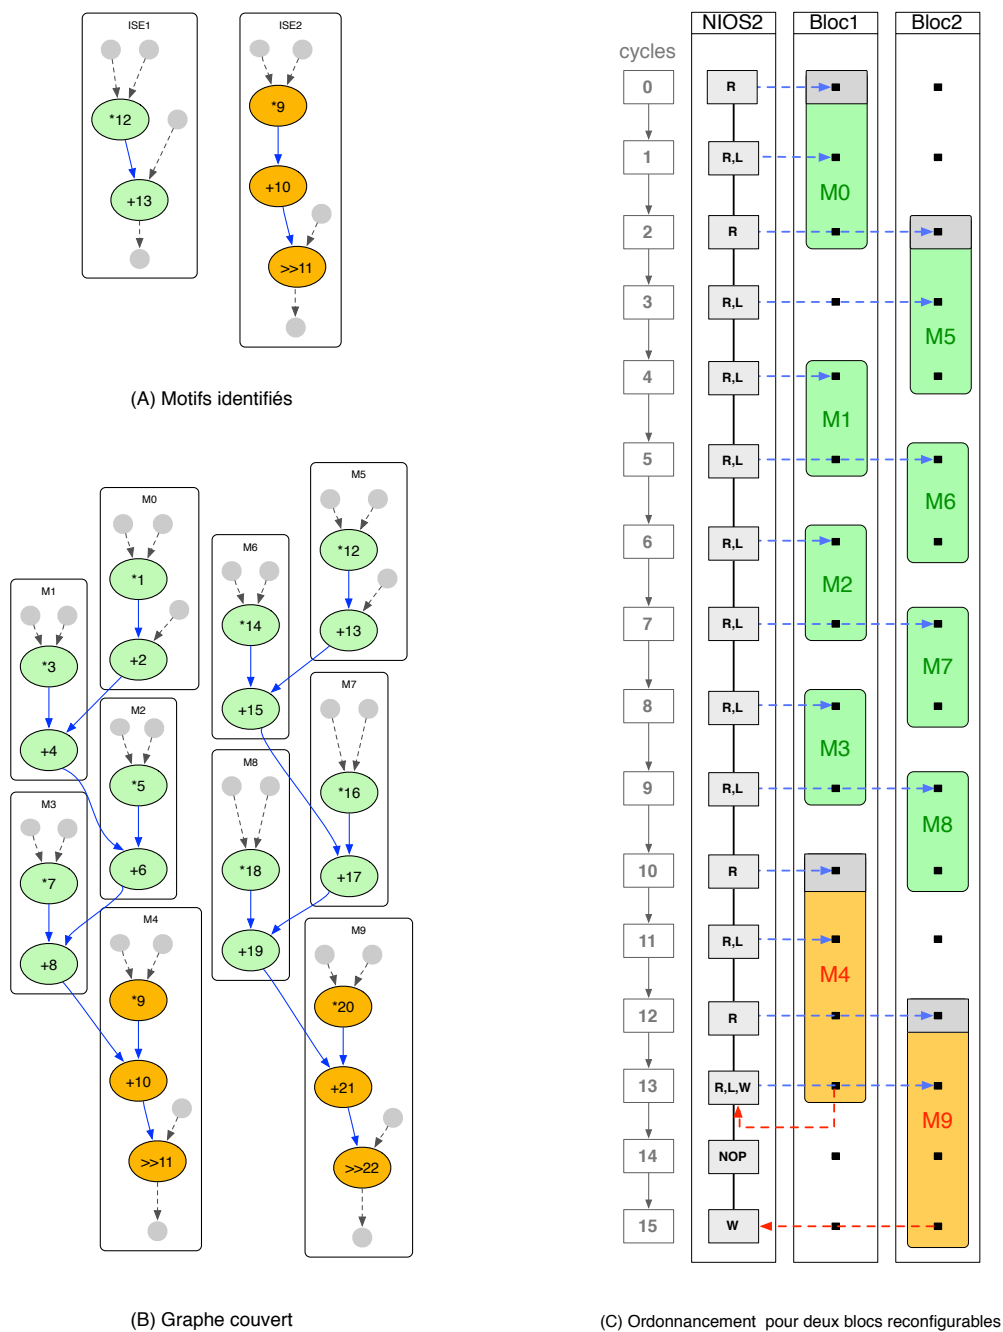 ISE1
*12
+13
ISE2
*9
+10
>>11
(A) Motifs identifiés
M0
*1
+2
M1
*3
+4
M2
*5
+6
M3
*7
+8
M4
*9
+10
>>11
M5
*12
+13
M6
*14
+15
M7
*16
+17
M8
*18
+19
M9
*20
+21
>>22
(B) Graphe couvert
NIOS2 Bloc1 Bloc2
cycles
0 R
1 R,L
M0
2 R
3 R,L
M5
4 R,L
M1
5 R,L
M6
6 R,L
M2
7 R,L
M7
8 R,L
M3
9 R,L
M8
10 R
11 R,L
M4
12 R
13 R,L,W
M9
14 NOP
15 W
(C) Ordonnancement pour deux blocs reconfigurables